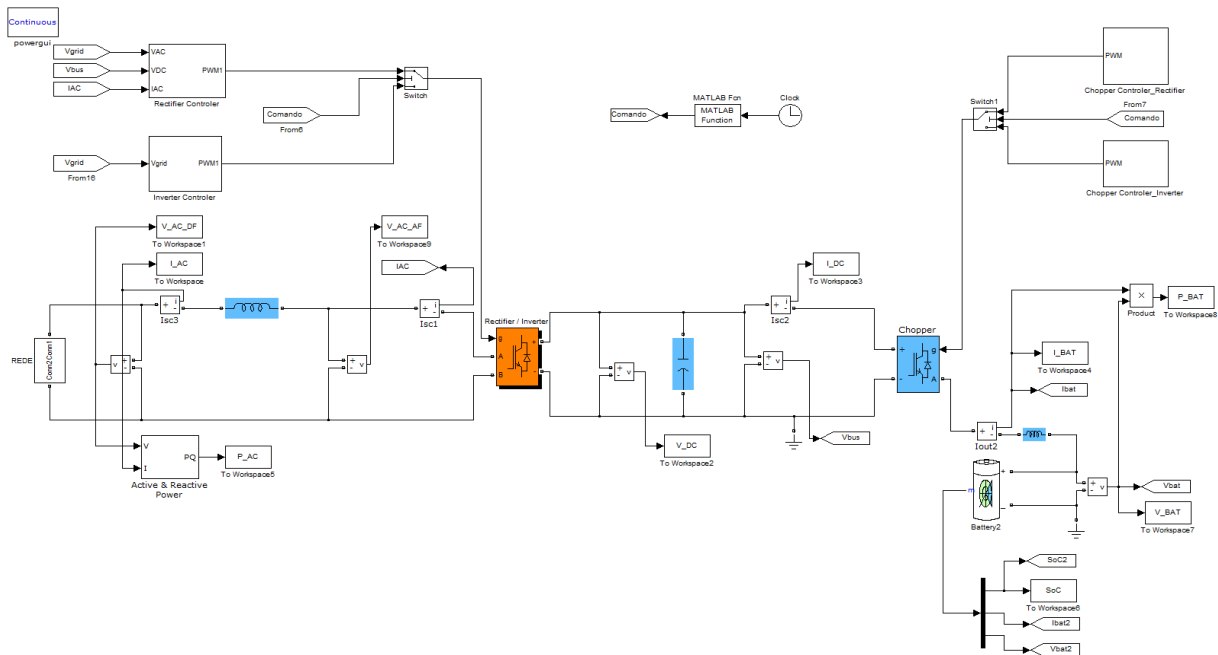 Continuous
powergui
Vgrid
Vbus
IAC
VAC
VDC
IAC
PWM1
Rectifier Controler
Switch
Comando
From6
Vgrid
From16
Vgrid
PWM1
Inverter Controler
Comando
MATLAB Fcn
MATLAB
Function
Clock
PWM
Chopper Controler_Rectifier
Switch1
From7
Comando
PWM
Chopper Controler_Inverter
V_AC_DF
To Workspace1
I_AC
To Workspace
V_AC_AF
To Workspace9
IAC
+
-
i
Isc3
+
-
i
Isc1
REDE
Conn2Conn1
v
+
-
+
-
v
Rectifier / Inverter
g
A
B
+
-
V
I
PQ
Active & Reactive
Power
P_AC
To Workspace5
+
-
v
V_DC
To Workspace2
+
-
v
Vbus
+
-
i
Isc2
I_DC
To Workspace3
Chopper
+
-
g
A
×
Product
P_BAT
To Workspace8
I_BAT
To Workspace4
Ibat
+
-
i
Iout2
m
+
-
Battery2
+
-
v
Vbat
V_BAT
To Workspace7
SoC2
SoC
To Workspace6
Ibat2
Vbat2